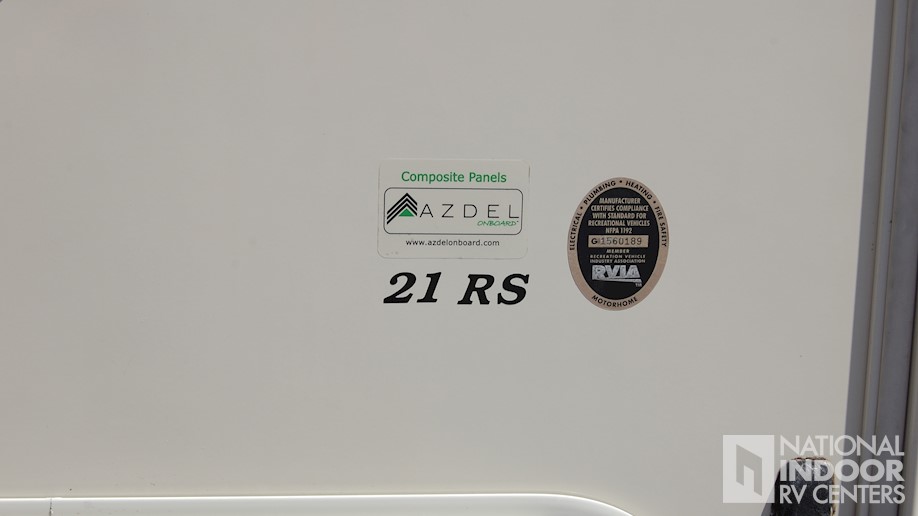 Composite Panels
AZDEL
ONBOARD
www.azdelonboard.com
21 RS
ELECTRICAL • PLUMBING • HEATING • FIRE SAFETY
MANUFACTURER
CERTIFIES COMPLIANCE
WITH STANDARD FOR
RECREATIONAL VEHICLES
NFPA 1192
MEMBER
RECREATION VEHICLE
INDUSTRY ASSOCIATION
RVIA
MOTORHOME
NATIONAL
INDOOR
RV CENTERS